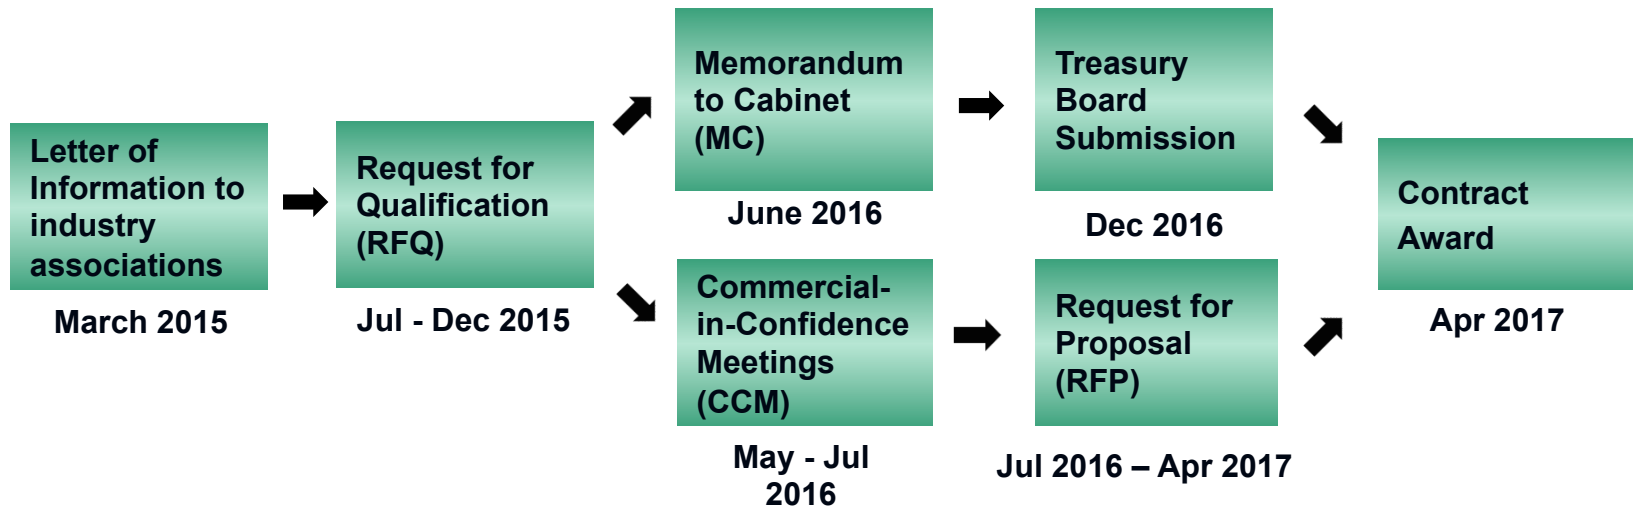 Letter of
Information to
industry
associations
March 2015
Request for
Qualification
(RFQ)
Jul - Dec 2015
Memorandum
to Cabinet
(MC)
June 2016
Treasury
Board
Submission
Dec 2016
Commercial-
in-Confidence
Meetings
(CCM)
May - Jul
2016
Request for
Proposal
(RFP)
Jul 2016 – Apr 2017
Contract
Award
Apr 2017